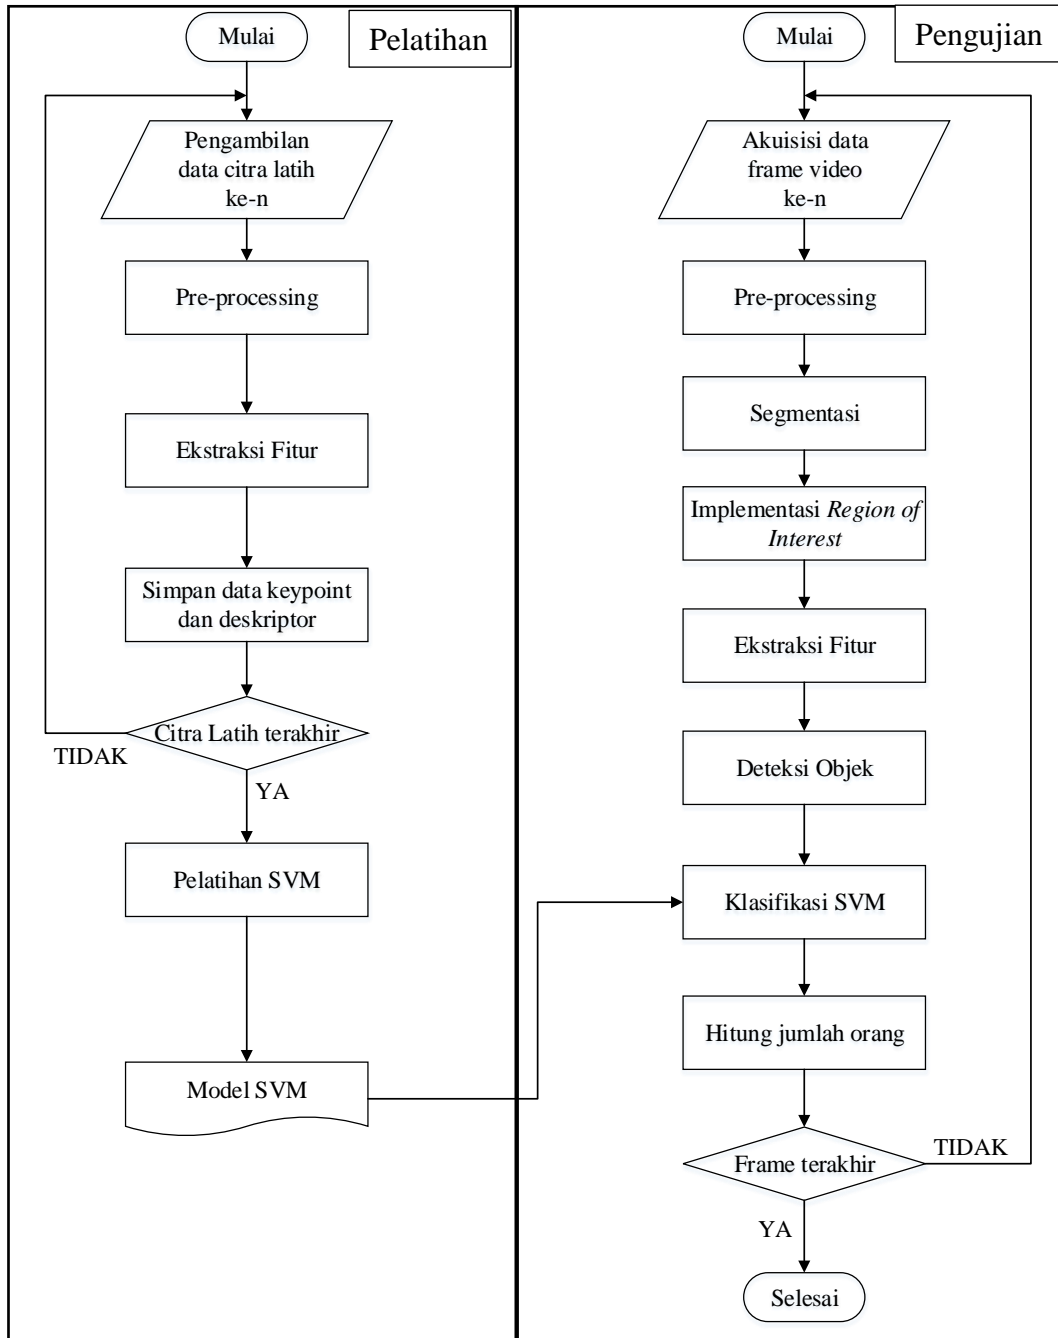 Pelatihan
Mulai
Pengambilan
data citra latih
ke-n
Pre-processing
Ekstraksi Fitur
Simpan data keypoint
dan deskriptor
Citra Latih terakhir
TIDAK
YA
Pelatihan SVM
Model SVM
Pengujian
Mulai
Akuisisi data
frame video
ke-n
Pre-processing
Segmentasi
Implementasi Region of
Interest
Ekstraksi Fitur
Deteksi Objek
Klasifikasi SVM
Hitung jumlah orang
Frame terakhir
TIDAK
YA
Selesai